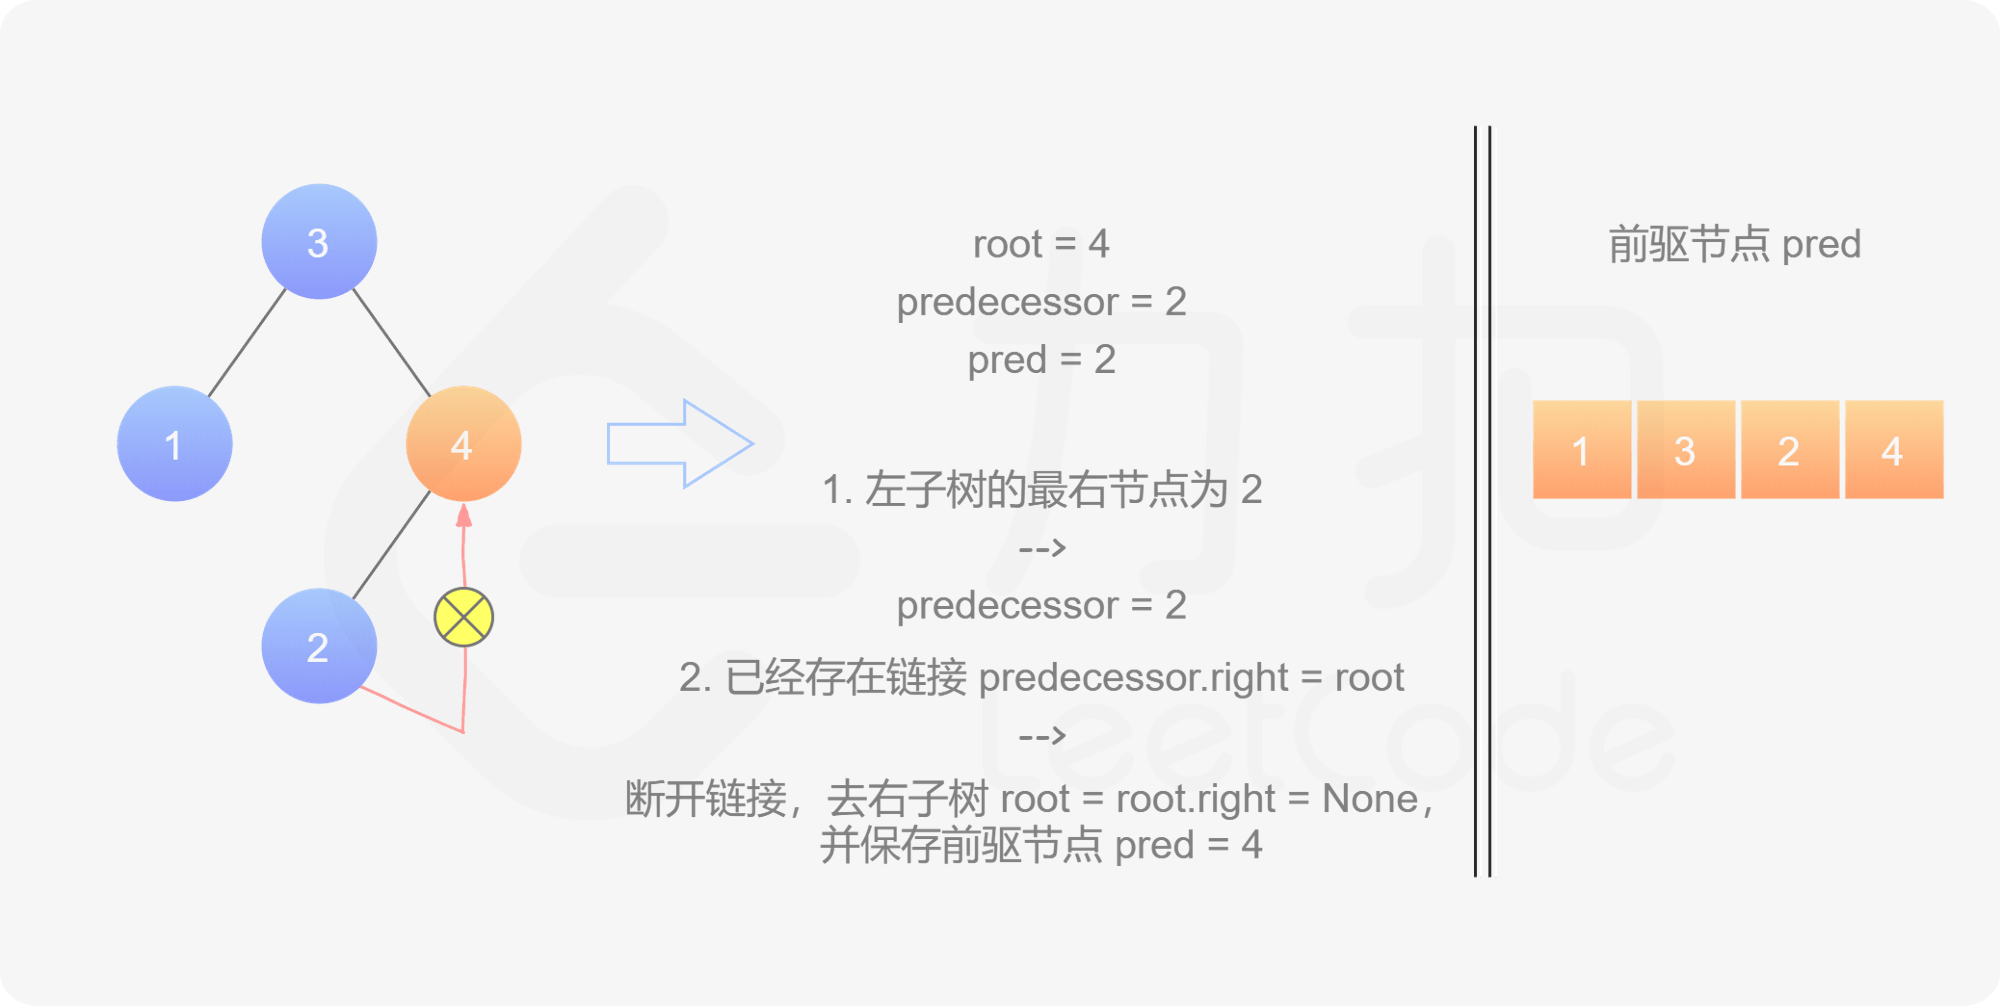 3
1
4
2
root = 4
predecessor = 2
pred = 2
1. 左子树的最右节点为 2
-->
predecessor = 2
2. 已经存在链接 predecessor.right = root
-->
断开链接，去右子树 root = root.right = None，
并保存前驱节点 pred = 4
前驱节点 pred
1 3 2 4
力扣
LeetCode